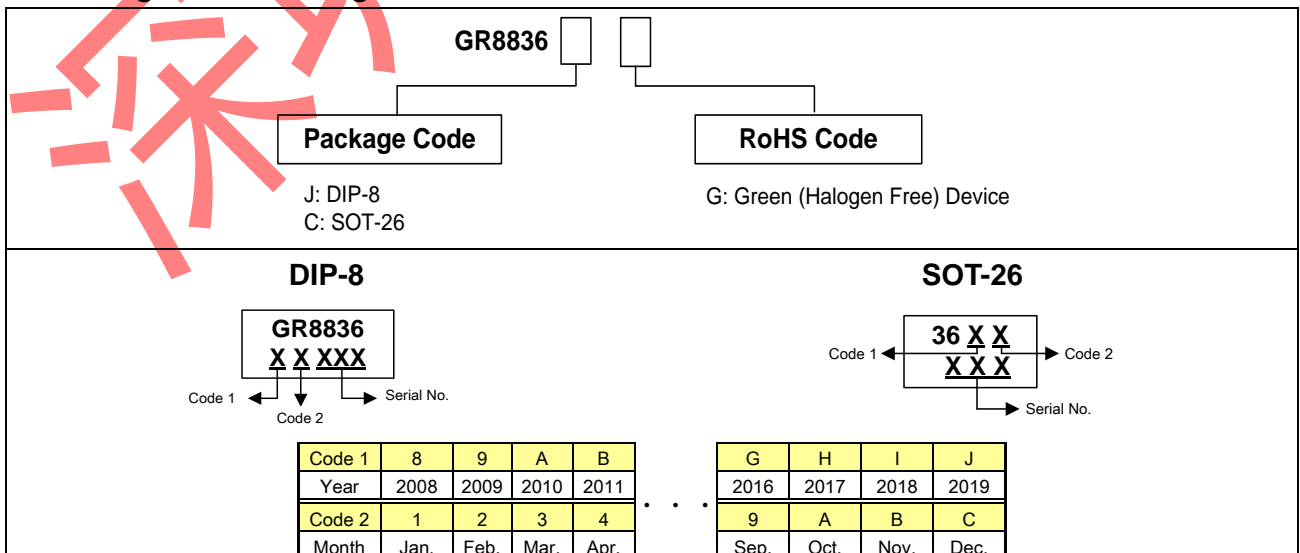 GR8836
Package Code
RoHS Code
J: DIP-8
C: SOT-26
G: Green (Halogen Free) Device
DIP-8
SOT-26
GR8836
X X XXX
Code 1
Code 2
Serial No.
36 X X
X X X
Code 1
Code 2
Serial No.
Code 1 8 9 A B . . . G H I J
Year 2008 2009 2010 2011 2016 2017 2018 2019
Code 2 1 2 3 4 9 A B C
Month Jan. Feb. Mar. Apr. Sep. Oct. Nov. Dec.
深